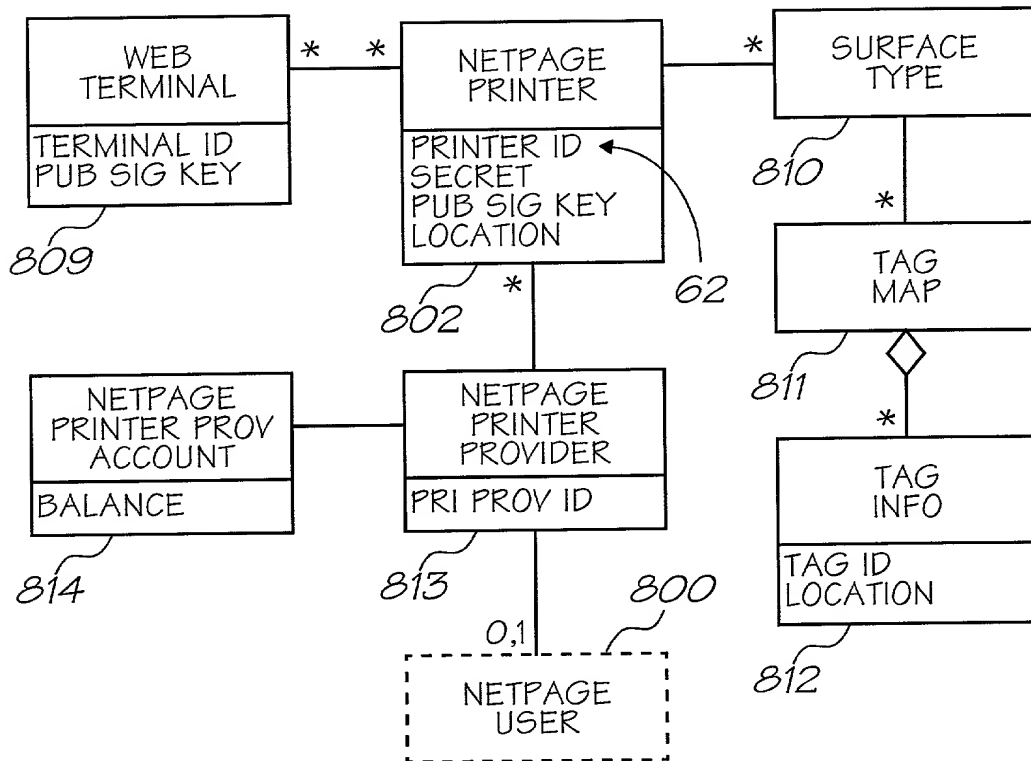 WEB
TERMINAL
TERMINAL ID
PUB SIG KEY
809
*
*
NETPAGE
PRINTER
PRINTER ID
SECRET
PUB SIG KEY
LOCATION
802
62
*
*
SURFACE
TYPE
810
*
TAG
MAP
811
*
TAG
INFO
TAG ID
LOCATION
812
NETPAGE
PRINTER PROV
ACCOUNT
BALANCE
814
NETPAGE
PRINTER
PROVIDER
PRI PROV ID
813
800
0,1
NETPAGE
USER